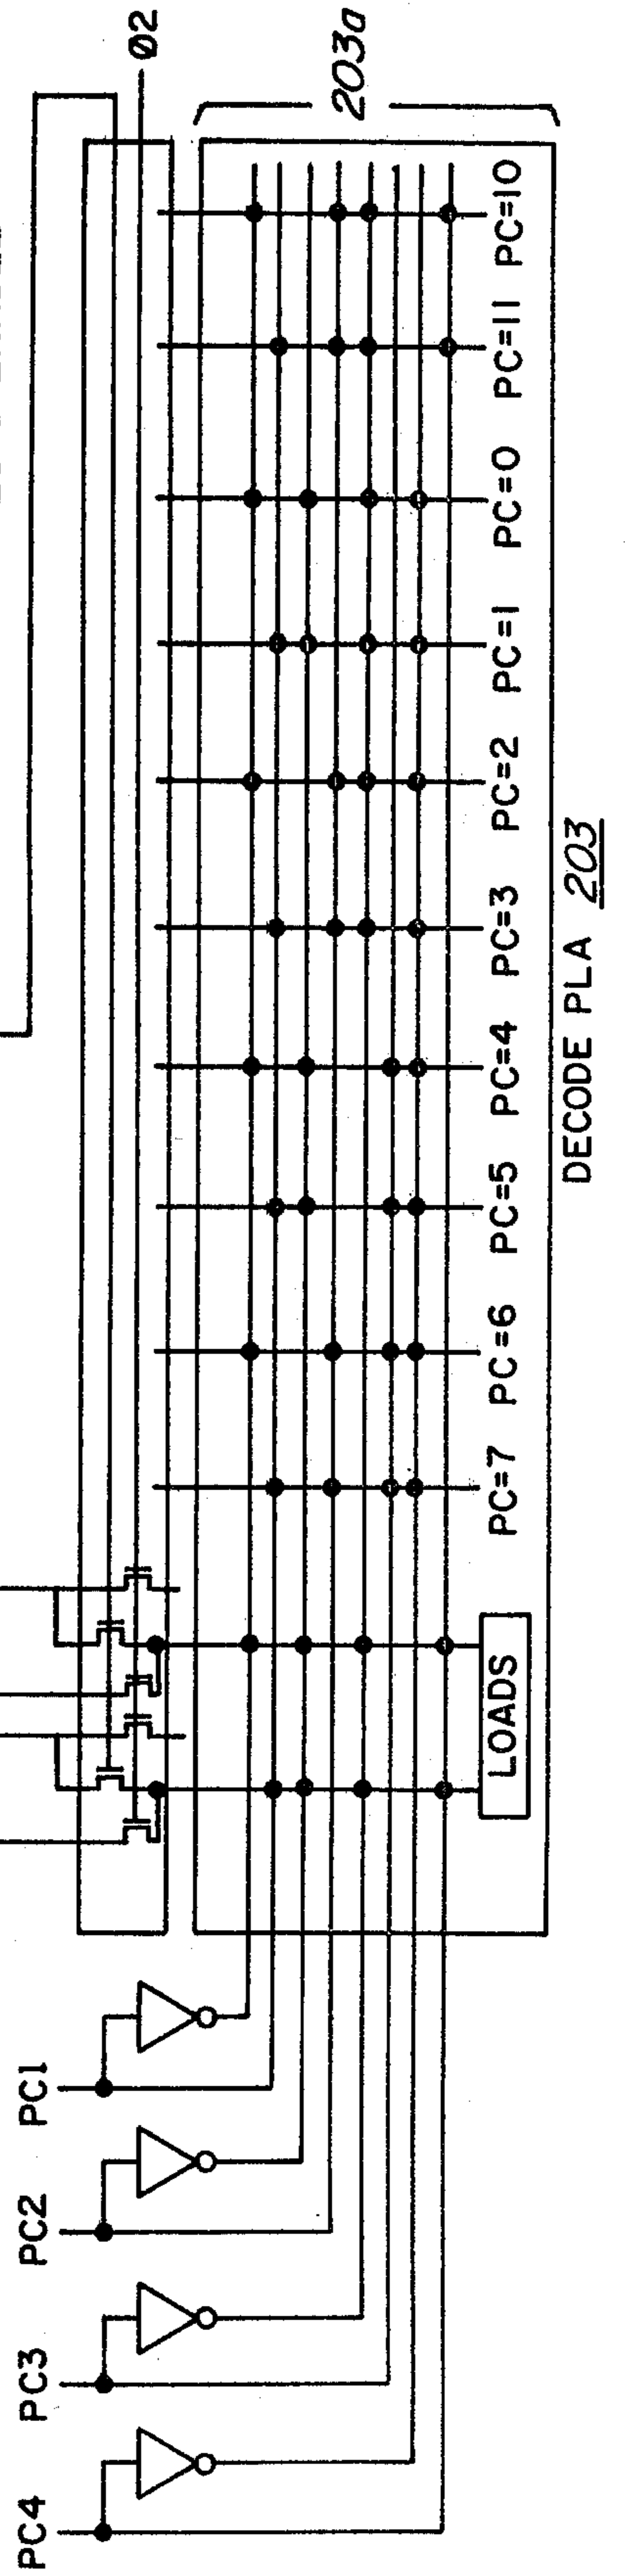 Ø2
203a
PC4
PC3
PC2
PC1
LOADS
PC=7
PC=6
PC=5
PC=4
PC=3
PC=2
PC=1
PC=0
PC=11
PC=10
DECODE PLA 203